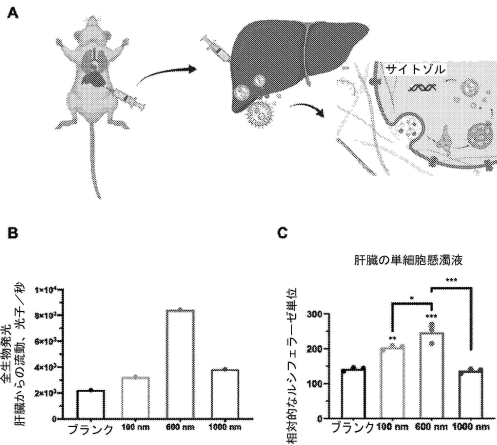 A
サイトゾル
B
全生物発光
肝臓からの流動、光子／秒
1×10⁴
8×10³
6×10³
4×10³
2×10³
0
ブランク
100 nm
600 nm
1000 nm
C
肝臓の単細胞懸濁液
相対的なルシフェラーゼ単位
300
250
200
150
100
0
***
*
**
***
ブランク
100 nm
600 nm
1000 nm